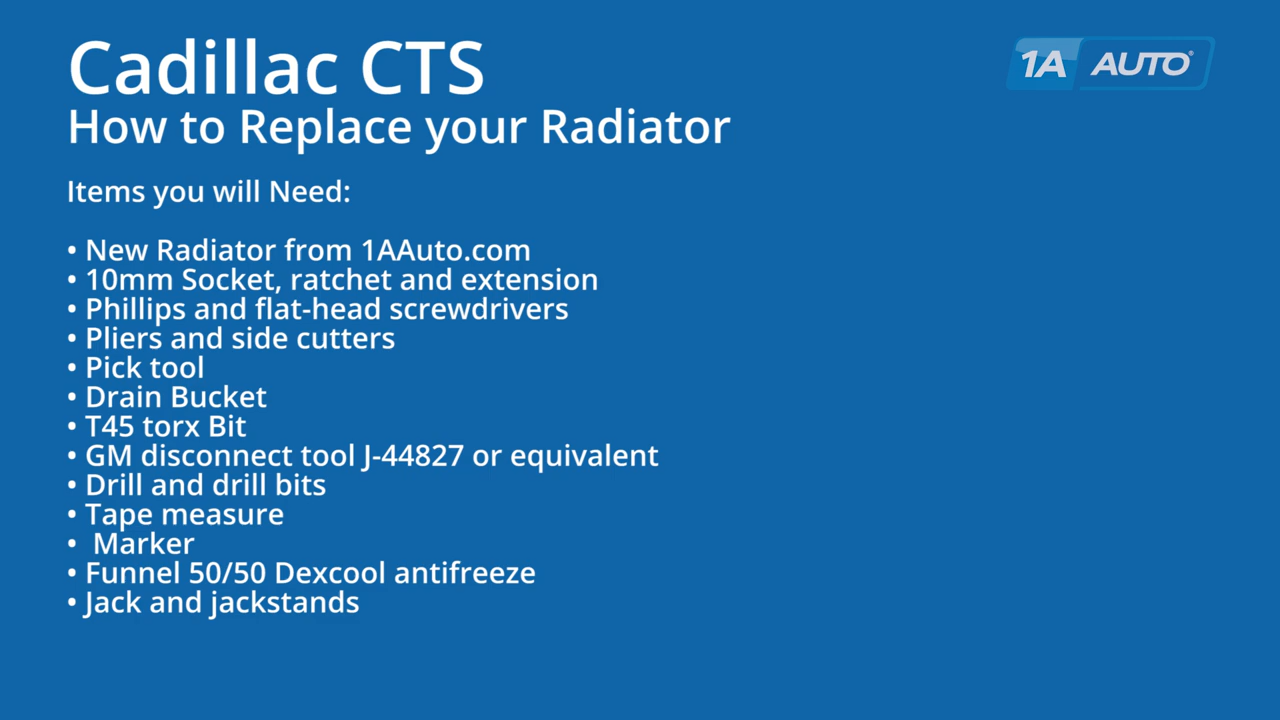 Cadillac CTS
1A AUTO®
How to Replace your Radiator
Items you will Need:
• New Radiator from 1AAuto.com
• 10mm Socket, ratchet and extension
• Phillips and flat-head screwdrivers
• Pliers and side cutters
• Pick tool
• Drain Bucket
• T45 torx Bit
• GM disconnect tool J-44827 or equivalent
• Drill and drill bits
• Tape measure
•  Marker
• Funnel 50/50 Dexcool antifreeze
• Jack and jackstands